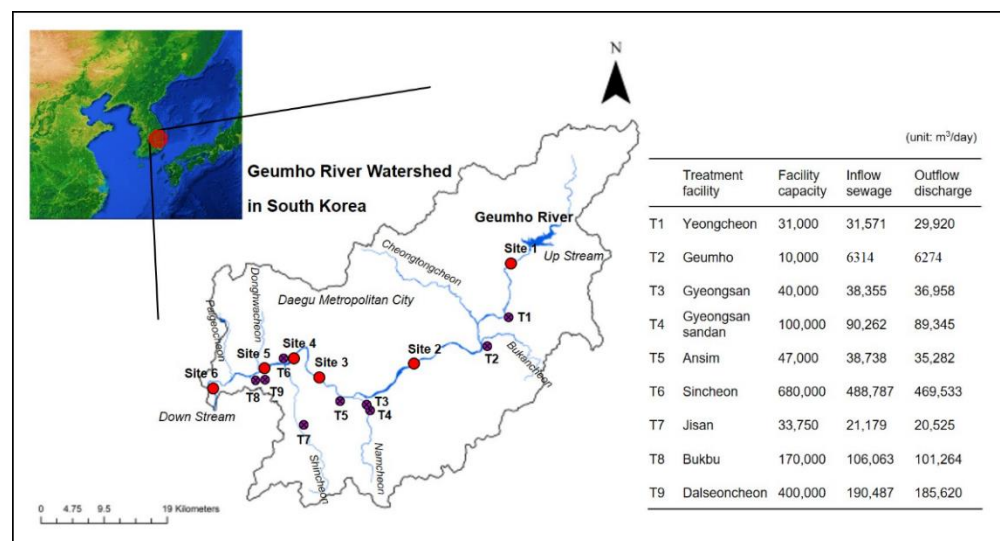 N
Geumho River Watershed
in South Korea
Geumho River
Site 1
Up Stream
Cheongtongcheon
Daegu Metropolitan City
Donghwacheon
Palgeocheon
T1
T2
Bukancheon
Site 2
Site 4
Site 3
Site 5
Site 6
T6
T8 T9
T5
T3
T4
T7
Down Stream
Shincheon
Namcheon
0 4.75 9.5 19 Kilometers
(unit: m³/day)
Treatment facility Facility capacity Inflow sewage Outflow discharge
T1 Yeongcheon 31,000 31,571 29,920
T2 Geumho 10,000 6314 6274
T3 Gyeongsan 40,000 38,355 36,958
T4 Gyeongsan sandan 100,000 90,262 89,345
T5 Ansim 47,000 38,738 35,282
T6 Sincheon 680,000 488,787 469,533
T7 Jisan 33,750 21,179 20,525
T8 Bukbu 170,000 106,063 101,264
T9 Dalseoncheon 400,000 190,487 185,620